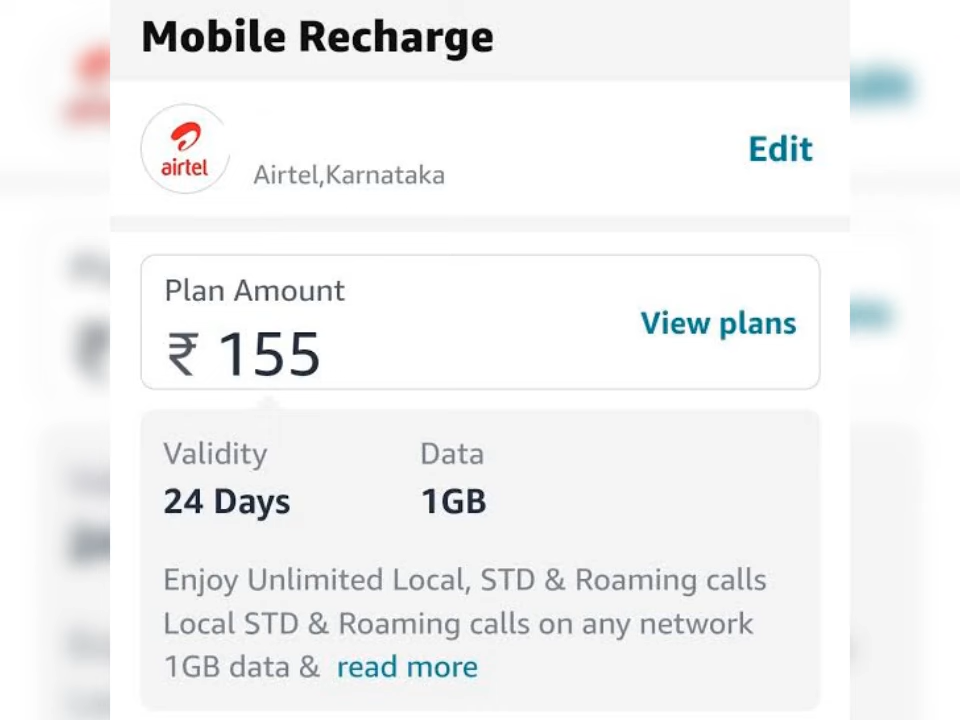 Mobile Recharge
airtel
Airtel,Karnataka
Edit
Plan Amount
₹ 155
View plans
Validity
Data
24 Days
1GB
Enjoy Unlimited Local, STD & Roaming calls
Local STD & Roaming calls on any network
1GB data & read more